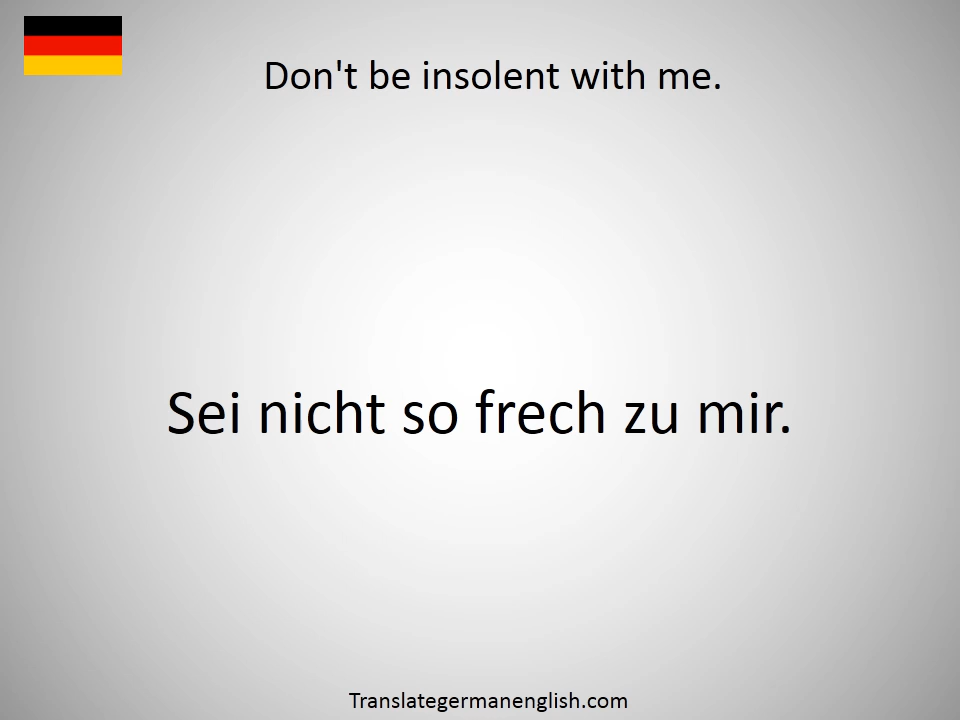 Don't be insolent with me.
Sei nicht so frech zu mir.
Translategermanenglish.com